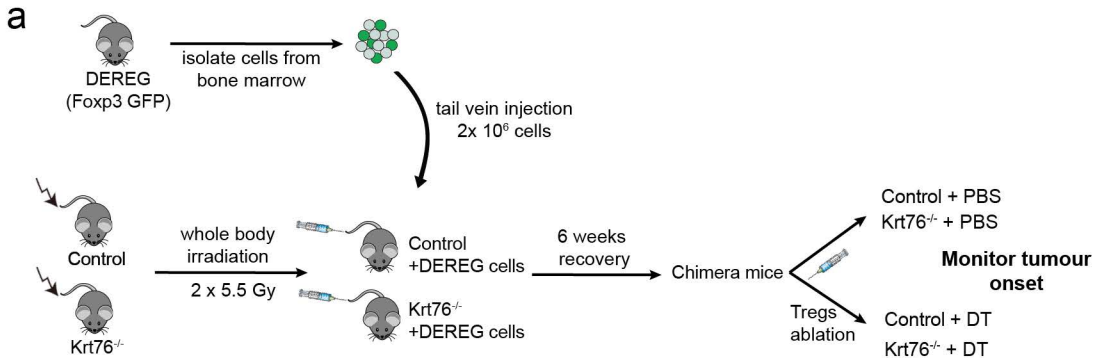 a
DEREG
(Foxp3 GFP)
isolate cells from
bone marrow
tail vein injection
2x 10⁶ cells
Control
Krt76⁻/⁻
whole body
irradiation
2 x 5.5 Gy
Control
+DEREG cells
Krt76⁻/⁻
+DEREG cells
6 weeks
recovery
Chimera mice
Tregs
ablation
Control + PBS
Krt76⁻/⁻ + PBS
Monitor tumour
onset
Control + DT
Krt76⁻/⁻ + DT